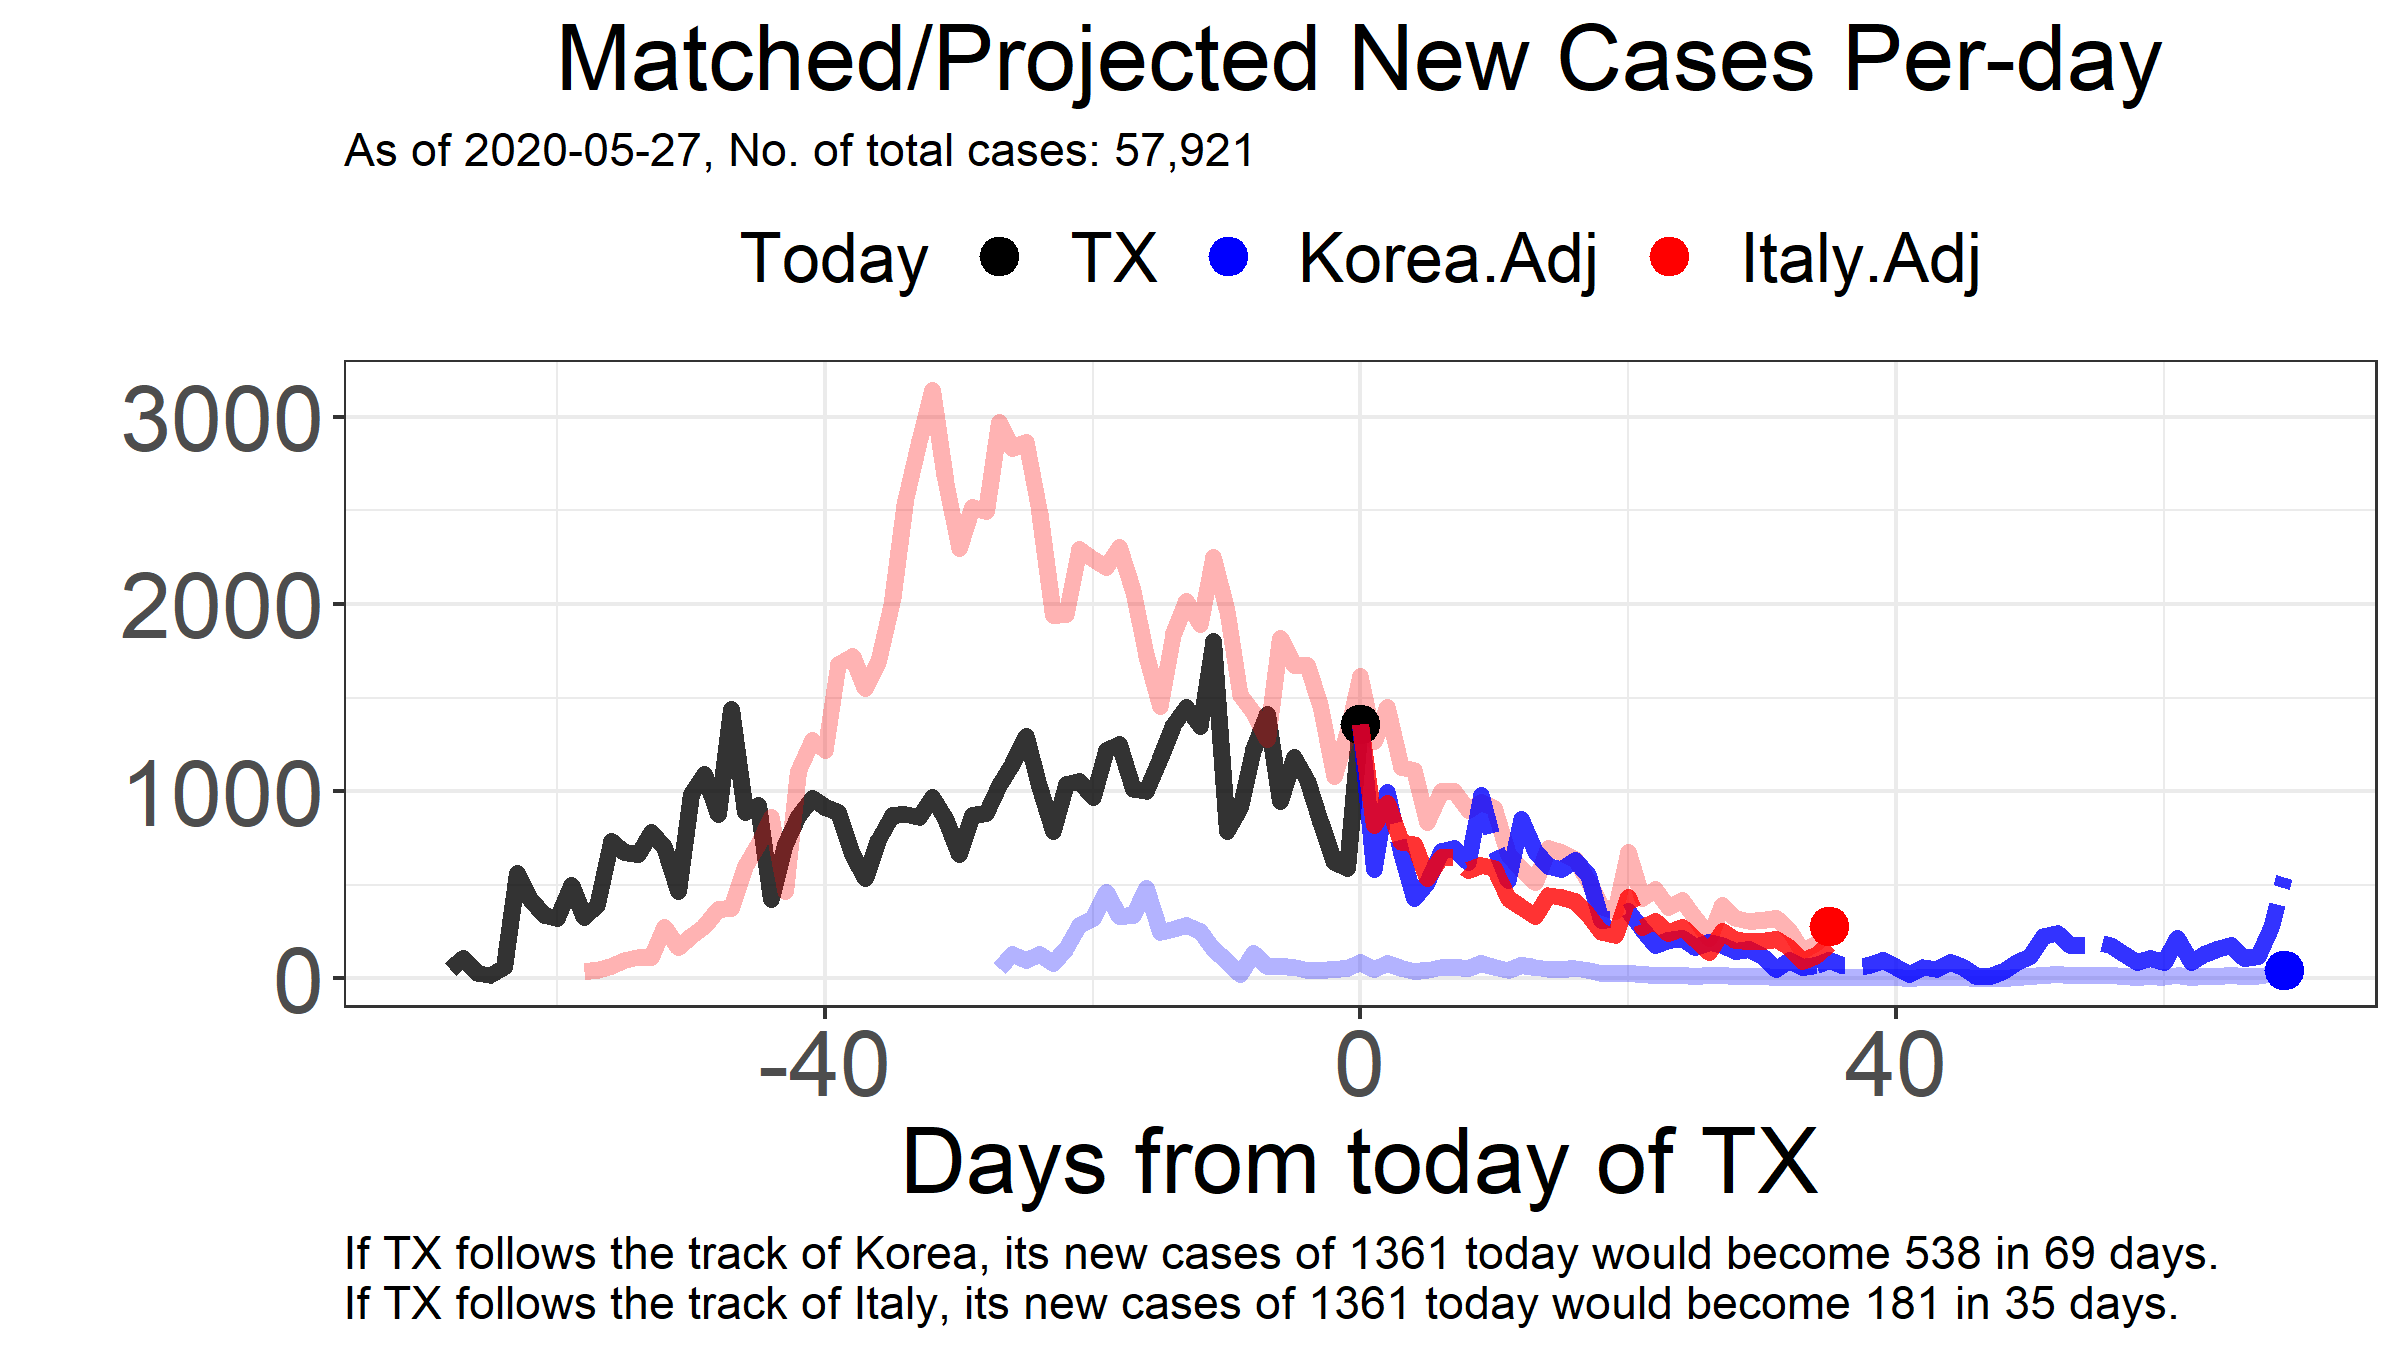 Matched/Projected New Cases Per-day
As of 2020-05-27, No. of total cases: 57,921
Today TX Korea.Adj Italy.Adj
3000
2000
1000
0
-40 0 40
Days from today of TX
If TX follows the track of Korea, its new cases of 1361 today would become 538 in 69 days.
If TX follows the track of Italy, its new cases of 1361 today would become 181 in 35 days.